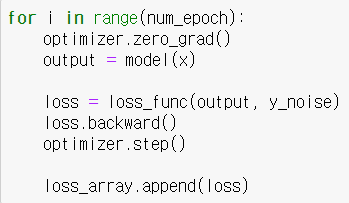 for i in range(num_epoch):
    optimizer.zero_grad()
    output = model(x)

    loss = loss_func(output, y_noise)
    loss.backward()
    optimizer.step()

    loss_array.append(loss)